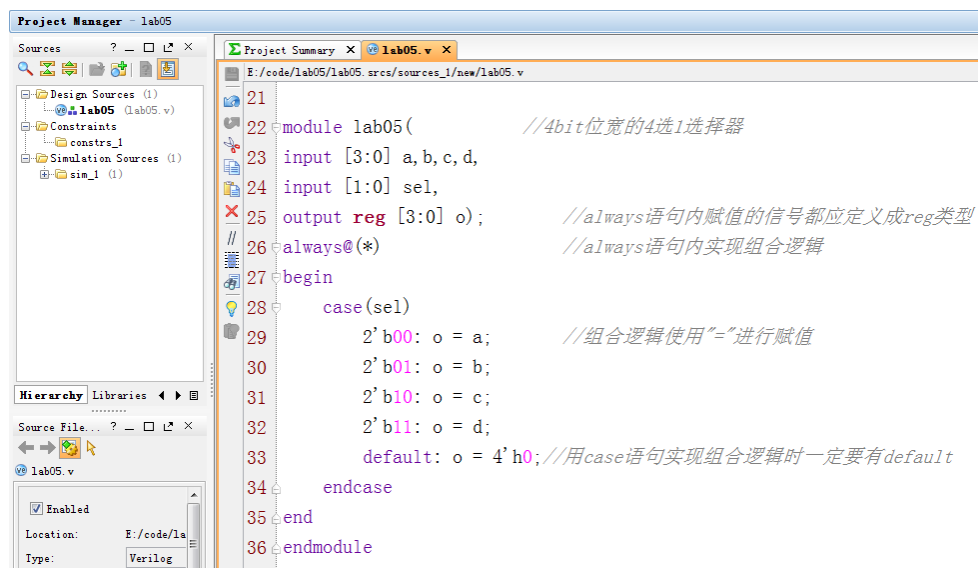 Project Manager - lab05
Sources
Design Sources (1)
lab05 (lab05.v)
Constraints
constrs_1
Simulation Sources (1)
sim_1 (1)
Hierarchy Libraries
Source File...
lab05.v
Enabled
Location: E:/code/la
Type: Verilog
Project Summary
lab05.v
E:/code/lab05/lab05.srcs/sources_1/new/lab05.v
21
22 module lab05( //4bit位宽的4选1选择器
23 input [3:0] a,b,c,d,
24 input [1:0] sel,
25 output reg [3:0] o); //always语句内赋值的信号都应定义成reg类型
26 always@(*) //always语句内实现组合逻辑
27 begin
28 case(sel)
29 2'b00: o = a; //组合逻辑使用"="进行赋值
30 2'b01: o = b;
31 2'b10: o = c;
32 2'b11: o = d;
33 default: o = 4'h0;//用case语句实现组合逻辑时一定要有default
34 endcase
35 end
36 endmodule